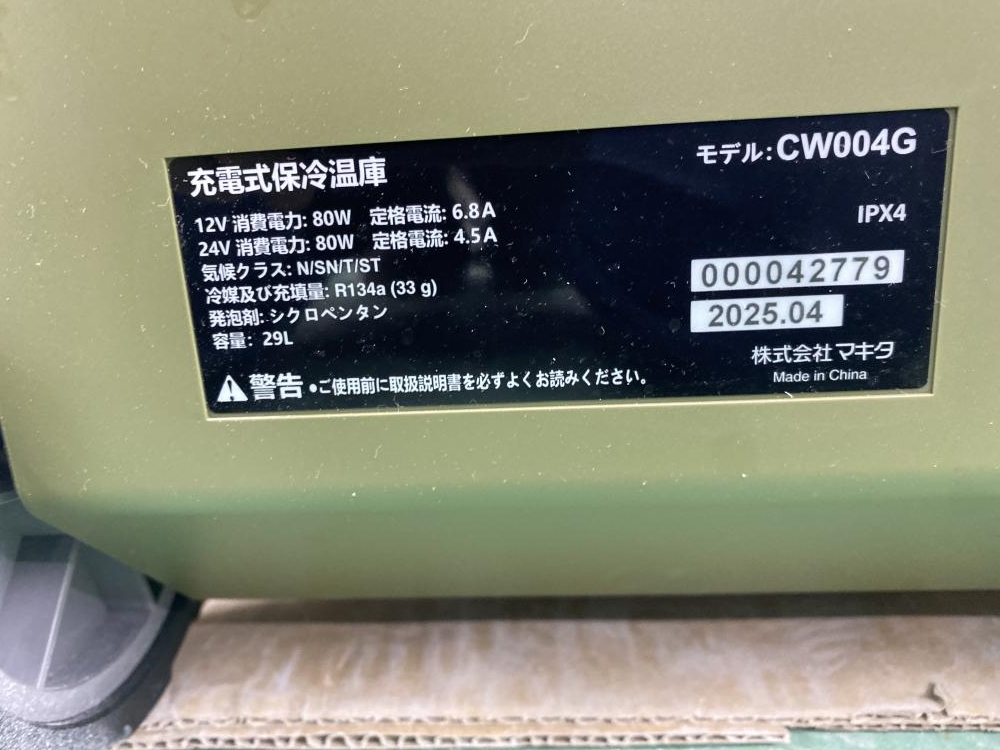 充電式保冷温庫
モデル: CW004G
12V 消費電力: 80W 定格電流: 6.8A
24V 消費電力: 80W 定格電流: 4.5A
IPX4
気候クラス: N/SN/T/ST
冷媒及び充填量: R134a (33 g)
000042779
発泡剤: シクロペンタン
2025.04
容量: 29L
株式会社マキタ
Made in China
警告 •ご使用前に取扱説明書を必ずよくお読みください。